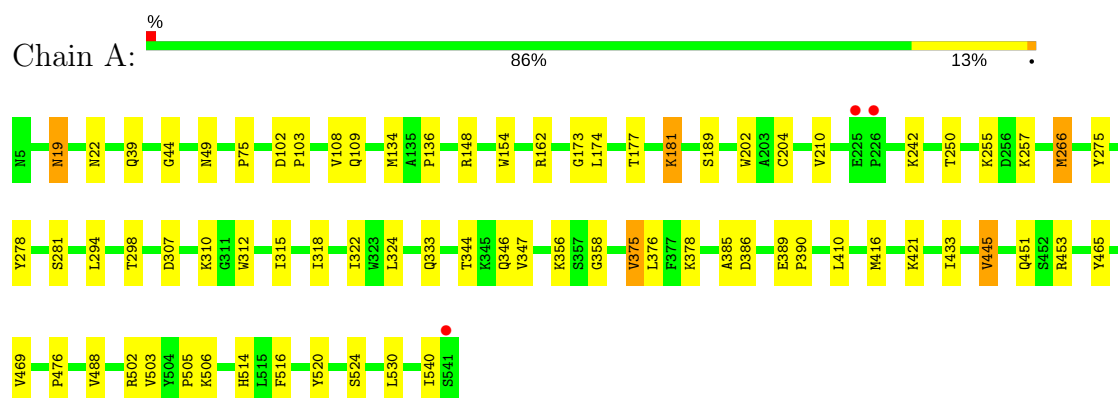 %
Chain A:
86% 13% •
N5 N19 N22 Q39 G44 N49 P75 D102 P103 V108 Q109 M134 A135 P136 R148 W154 R162 G173 L174 T177 K181 S189 W202 A203 C204 V210 E225 P226 K242 T250 K255 D256 K257 M266 Y275
Y278 S281 L294 T298 D307 K310 G311 W312 I315 I318 I322 W323 L324 Q333 T344 K345 Q346 V347 K356 S357 G358 V375 L376 F377 K378 A385 D386 E389 P390 L410 M416 K421 I433 V445 Q451 S452 R453 Y465
V469 P476 V488 R502 V503 Y504 P505 K506 H514 L515 F516 Y520 S524 L530 I540 S541